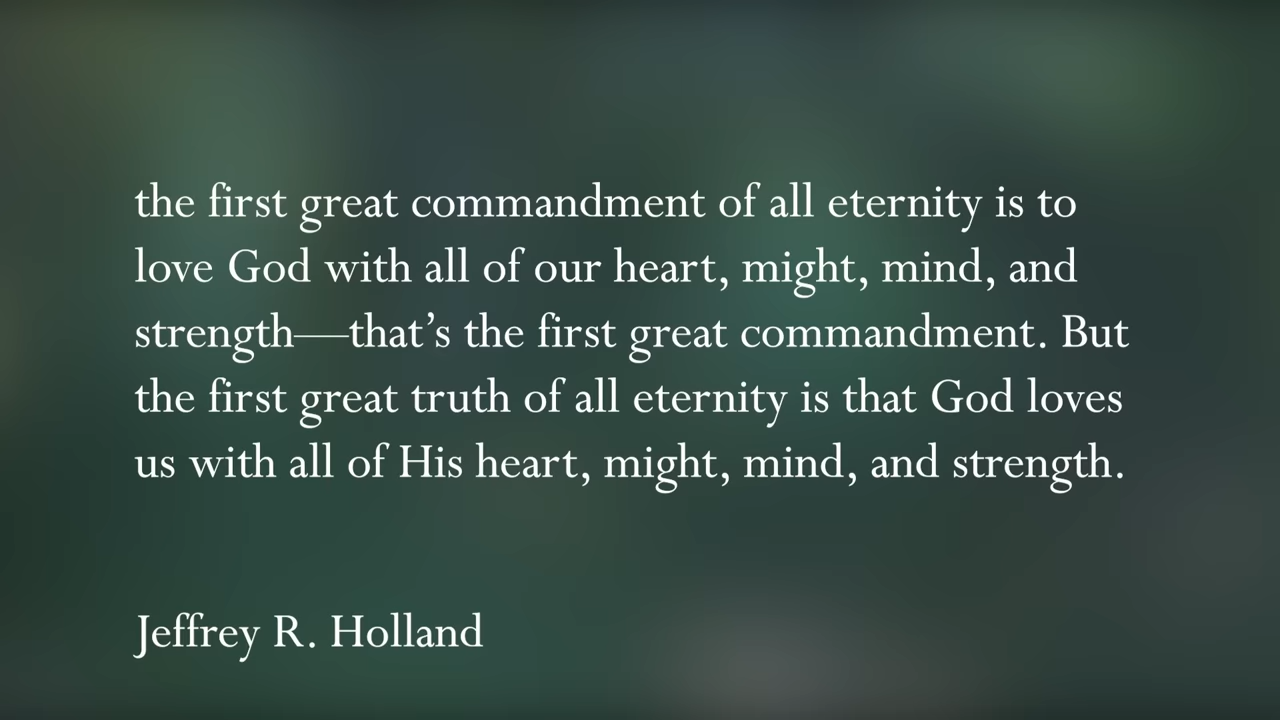 the first great commandment of all eternity is to
love God with all of our heart, might, mind, and
strength—that’s the first great commandment. But
the first great truth of all eternity is that God loves
us with all of His heart, might, mind, and strength.
Jeffrey R. Holland